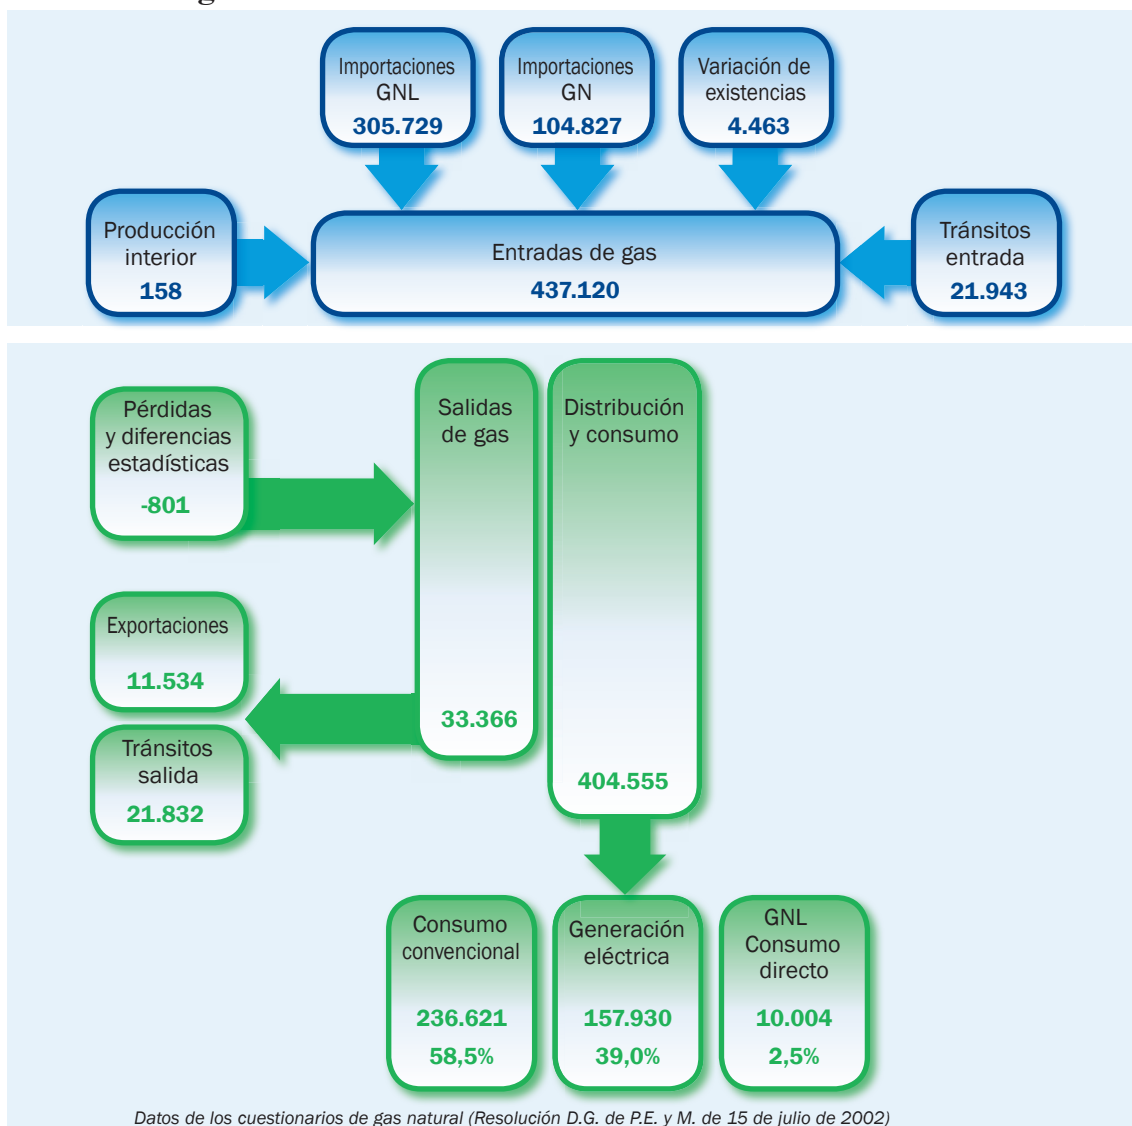 Importaciones
GNL
305.729
Importaciones
GN
104.827
Variación de
existencias
4.463
Producción
interior
158
Entradas de gas
437.120
Tránsitos
entrada
21.943
Pérdidas
y diferencias
estadísticas
-801
Salidas
de gas
33.366
Distribución
y consumo
404.555
Exportaciones
11.534
Tránsitos
salida
21.832
Consumo
convencional
236.621
58,5%
Generación
eléctrica
157.930
39,0%
GNL
Consumo
directo
10.004
2,5%
Datos de los cuestionarios de gas natural (Resolución D.G. de P.E. y M. de 15 de julio de 2002)